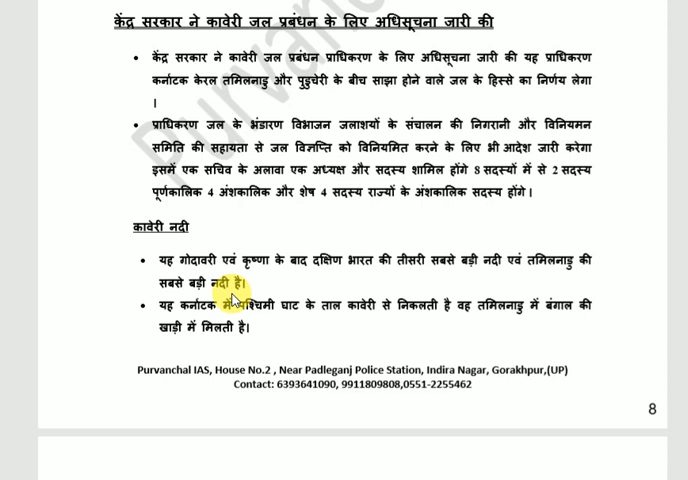 केंद्र सरकार ने कावेरी जल प्रबंधन के लिए अधिसूचना जारी की
• केंद्र सरकार ने कावेरी जल प्रबंधन प्राधिकरण के लिए अधिसूचना जारी की यह प्राधिकरण
कर्नाटक केरल तमिलनाडु और पुडुचेरी के बीच साझा होने वाले जल के हिस्से का निर्णय लेगा
।
• प्राधिकरण जल के भंडारण विभाजन जलाशयों के संचालन की निगरानी और विनियमन
समिति की सहायता से जल विज्ञप्ति को विनियमित करने के लिए भी आदेश जारी करेगा
इसमें एक सचिव के अलावा एक अध्यक्ष और सदस्य शामिल होंगे 8 सदस्यों में से 2 सदस्य
पूर्णकालिक 4 अंशकालिक और शेष 4 सदस्य राज्यों के अंशकालिक सदस्य होंगे ।
कावेरी नदी
• यह गोदावरी एवं कृष्णा के बाद दक्षिण भारत की तीसरी सबसे बड़ी नदी एवं तमिलनाडु की
सबसे बड़ी नदी है।
• यह कर्नाटक में पश्चिमी घाट के ताल कावेरी से निकलती है वह तमिलनाडु में बंगाल की
खाड़ी में मिलती है।
Purvanchal IAS, House No.2 , Near Padleganj Police Station, Indira Nagar, Gorakhpur,(UP)
Contact: 6393641090, 9911809808,0551-2255462
8